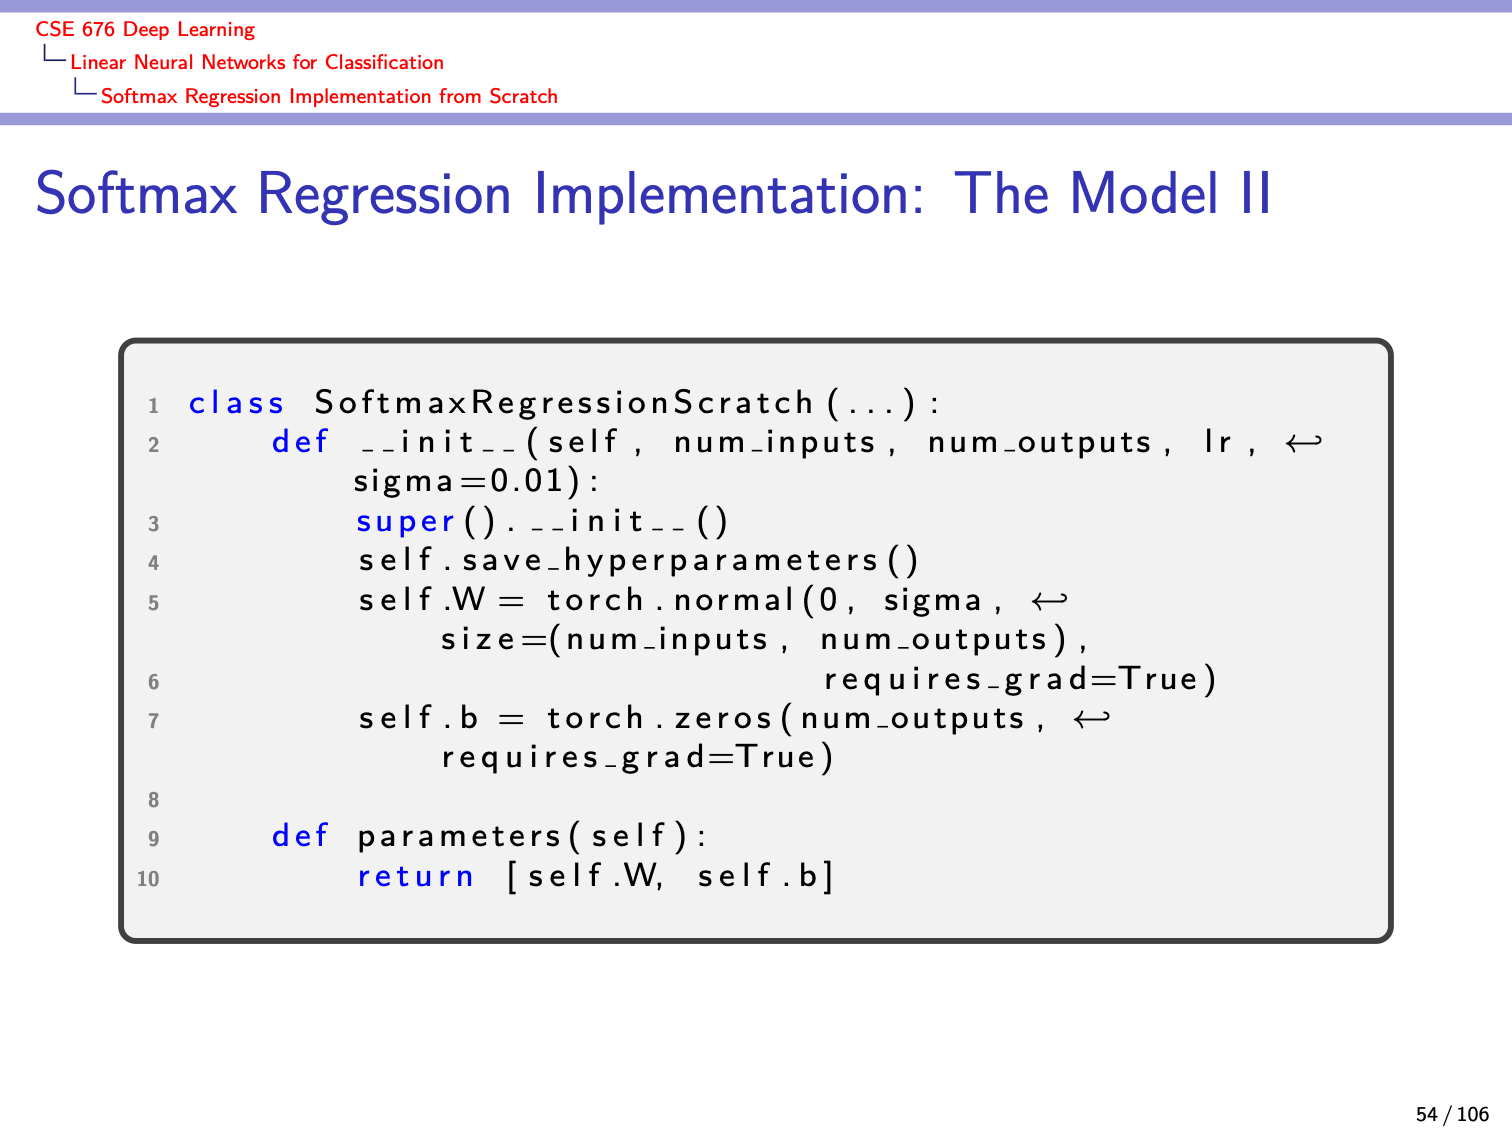 CSE 676 Deep Learning
Linear Neural Networks for Classification
Softmax Regression Implementation from Scratch
Softmax Regression Implementation: The Model II
1 class SoftmaxRegressionScratch(...):
2 def __init__(self, num_inputs, num_outputs, lr, ↩
sigma=0.01):
3 super().__init__()
4 self.save_hyperparameters()
5 self.W = torch.normal(0, sigma, ↩
size=(num_inputs, num_outputs),
6 requires_grad=True)
7 self.b = torch.zeros(num_outputs, ↩
requires_grad=True)
8
9 def parameters(self):
10 return [self.W, self.b]
54 / 106